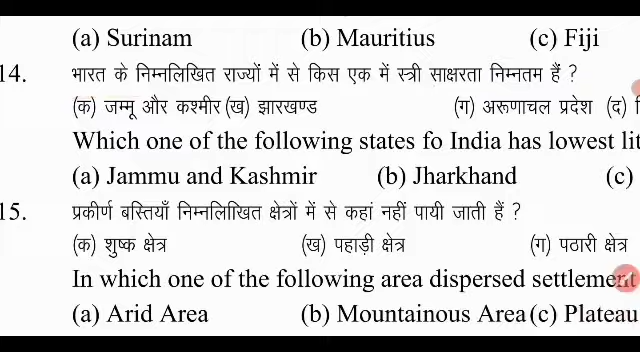 (a) Surinam (b) Mauritius (c) Fiji
14. भारत के निम्नलिखित राज्यों में से किस एक में स्त्री साक्षरता निम्नतम हैं ?
(क) जम्मू और कश्मीर (ख) झारखण्ड (ग) अरूणाचल प्रदेश (द)
Which one of the following states fo India has lowest
(a) Jammu and Kashmir (b) Jharkhand (c)
15. प्रकीर्ण बस्तियाँ निम्नलिखित क्षेत्रों में से कहां नहीं पायी जाती हैं ?
(क) शुष्क क्षेत्र (ख) पहाड़ी क्षेत्र (ग) पठारी क्षेत्र
In which one of the following area dispersed settlement
(a) Arid Area (b) Mountainous Area (c) Plateau